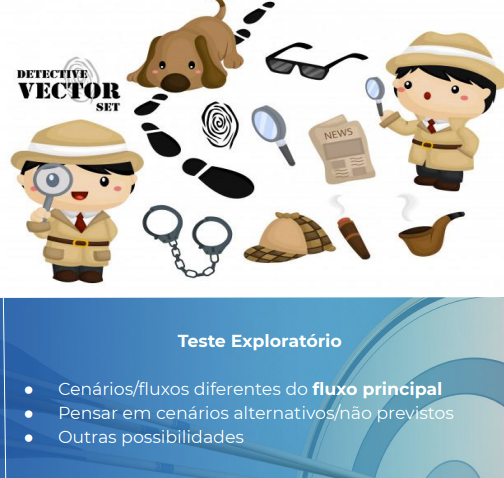 DETECTIVE
VECTOR
SET
NEWS
Teste Exploratório
● Cenários/fluxos diferentes do fluxo principal
● Pensar em cenários alternativos/não previstos
● Outras possibilidades